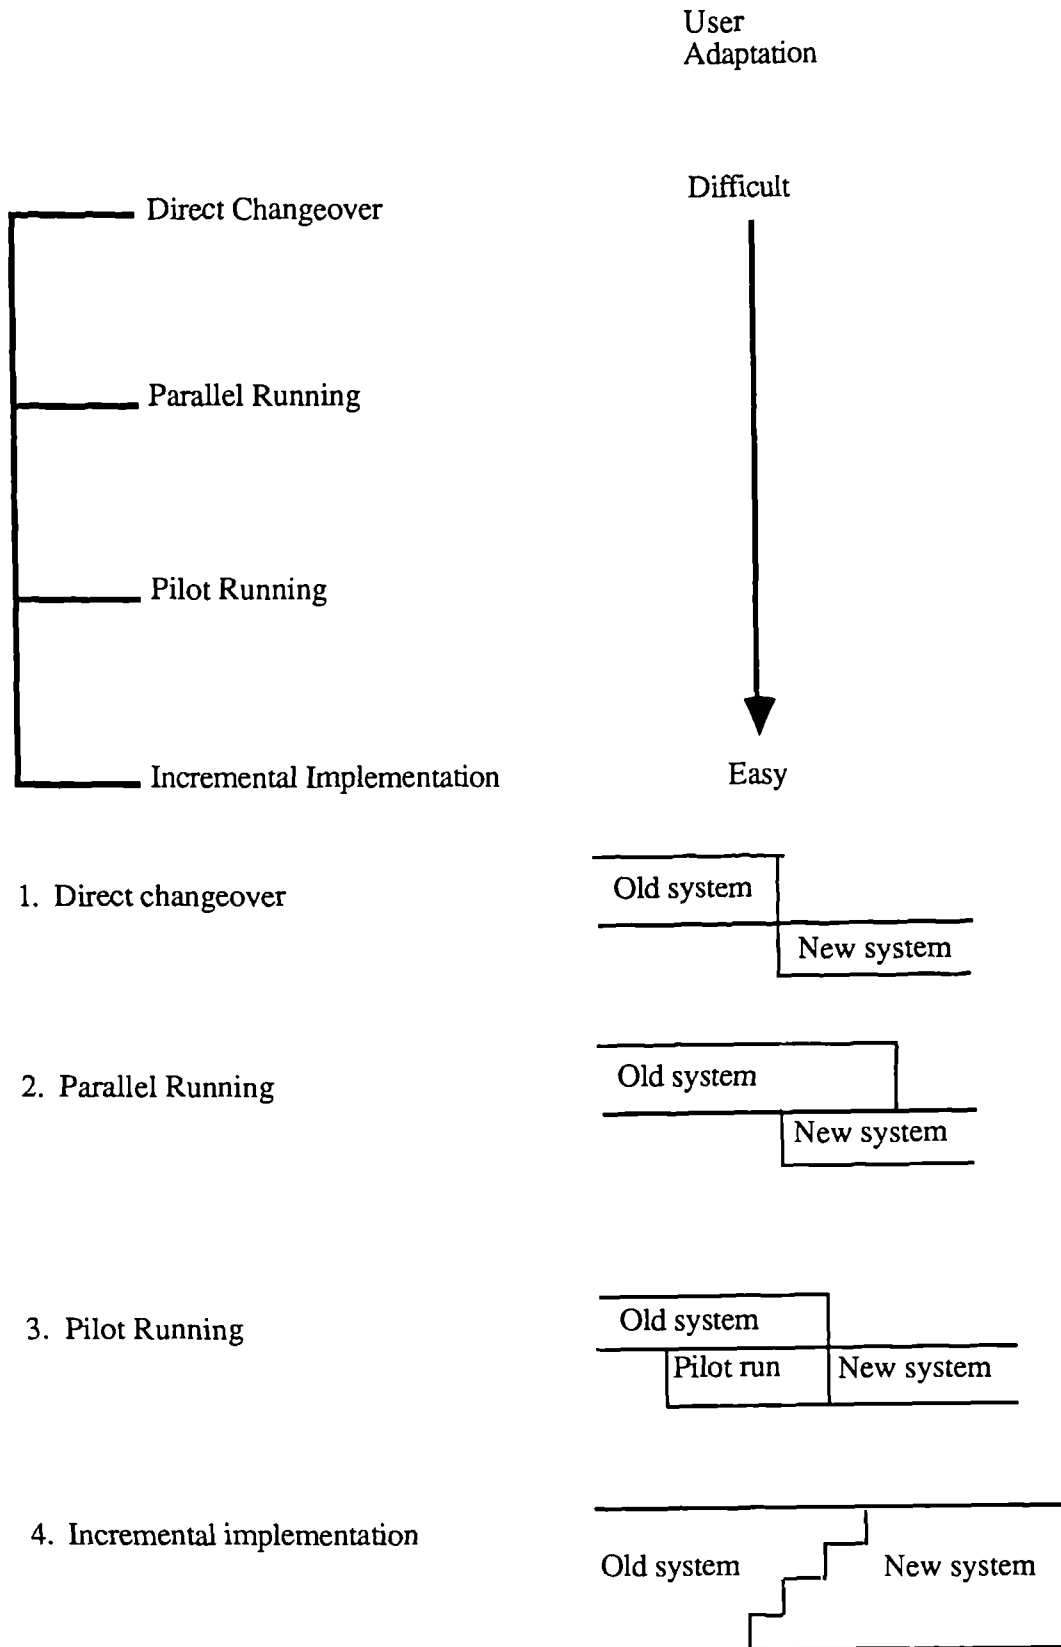 User
Adaptation
Difficult
Direct Changeover
Parallel Running
Pilot Running
Incremental Implementation
Easy
1. Direct changeover
Old system
New system
2. Parallel Running
Old system
New system
3. Pilot Running
Old system
Pilot run
New system
4. Incremental implementation
Old system
New system